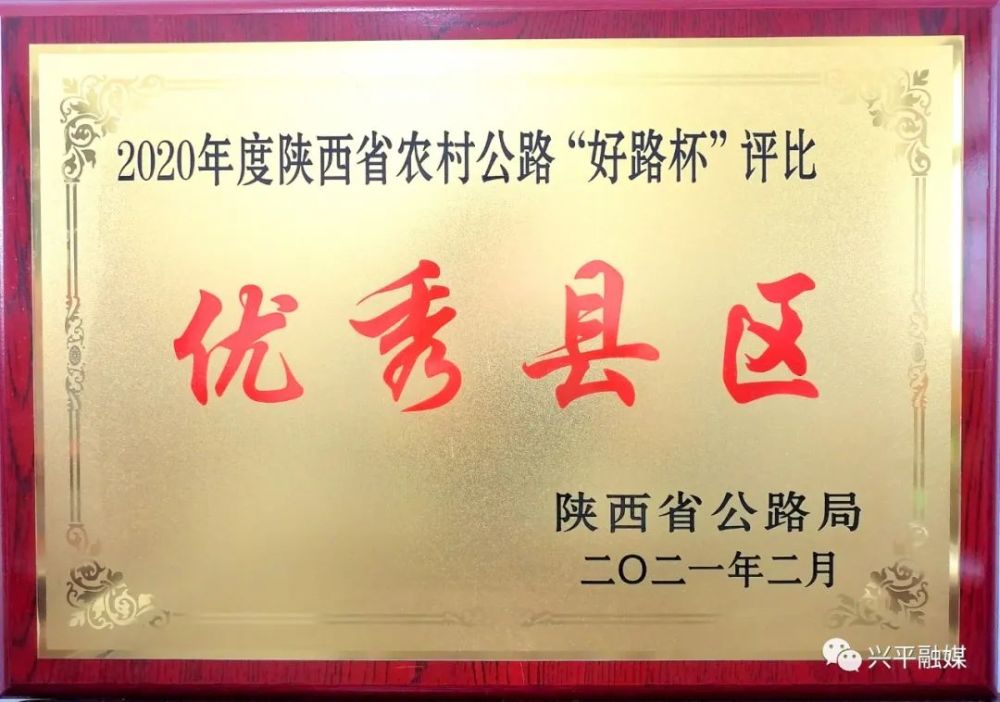 2020年度陕西省农村公路“好路杯”评比
优秀县区
陕西省公路局
二〇二一年二月
兴平融媒